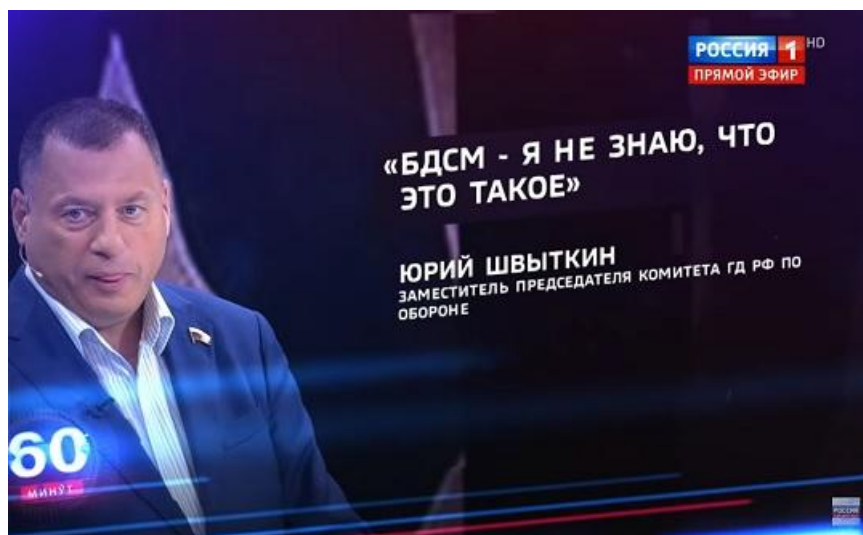 РОССИЯ 1 HD
ПРЯМОЙ ЭФИР
«БДСМ - Я НЕ ЗНАЮ, ЧТО
ЭТО ТАКОЕ»
ЮРИЙ ШВЫТКИН
ЗАМЕСТИТЕЛЬ ПРЕДСЕДАТЕЛЯ КОМИТЕТА ГД РФ ПО
ОБОРОНЕ
60
МИНУТ
РОССИЯ